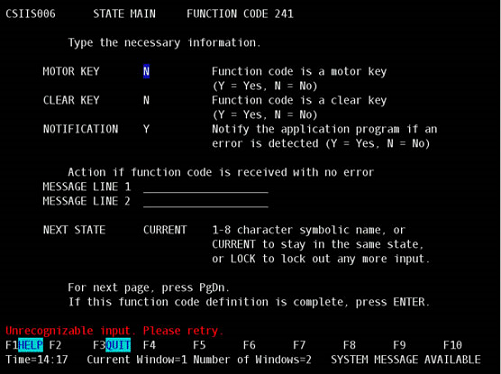 CSIIS006 STATE MAIN FUNCTION CODE 241
Type the necessary information.
MOTOR KEY N Function code is a motor key
(Y = Yes, N = No)
CLEAR KEY N Function code is a clear key
(Y = Yes, N = No)
NOTIFICATION Y Notify the application program if an
error is detected (Y = Yes, N = No)
Action if function code is received with no error
MESSAGE LINE 1 ____________________
MESSAGE LINE 2 ____________________
NEXT STATE CURRENT 1-8 character symbolic name, or
CURRENT to stay in the same state,
or LOCK to lock out any more input.
For next page, press PgDn.
If this function code definition is complete, press ENTER.
Unrecognizable input. Please retry.
F1HELP F2 F3QUIT F4 F5 F6 F7 F8 F9 F10
Time=14:17 Current Window=1 Number of Windows=2 SYSTEM MESSAGE AVAILABLE